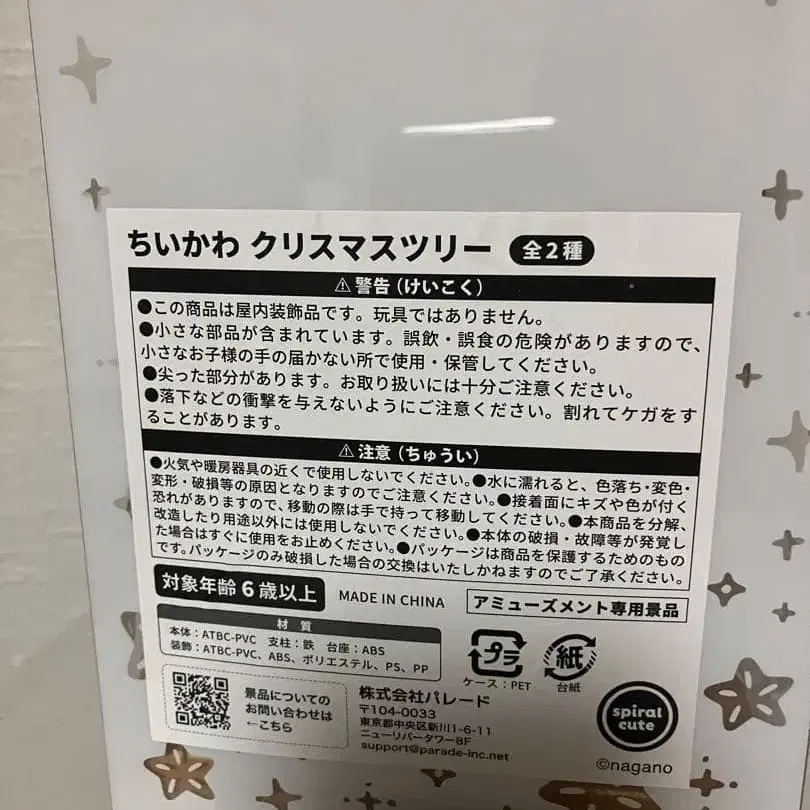 ちいかわ クリスマスツリー 全2種
⚠警告(けいこく)
●この商品は屋内装飾品です。玩具ではありません。
●小さな部品が含まれています。誤飲・誤食の危険がありますので、
小さなお子様の手の届かない所で使用・保管してください。
●尖った部分があります。お取り扱いには十分ご注意ください。
●落下などの衝撃を与えないようにご注意ください。割れてケガをす
ることがあります。
⚠注意(ちゅうい)
●火気や暖房器具の近くで使用しないでください。●水に濡れると、色落ち・変色・
変形・破損等の原因となりますのでご注意ください。●接着面にキズや色が付く
恐れがありますので、移動の際は手で持って移動してください。●本商品を分解、
改造したり用途以外には使用しないでください。●本体の破損・故障等が発覚し
た場合はすぐに使用をお止めください。●パッケージは商品を保護するためのもの
です。パッケージのみ破損した場合の交換はいたしかねますのでご了承ください。
対象年齢6歳以上 MADE IN CHINA アミューズメント専用景品
材質
本体:ATBC-PVC 支柱:鉄 台座:ABS
装飾:ATBC-PVC、ABS、ポリエステル、PS、PP
プラ
ケース:PET
紙
台紙
景品についての
お問い合わせは
←こちら
株式会社パレード
〒104-0033
東京都中央区新川1-6-11
ニューリバータワー8F
support@parade-inc.net
spiral
cute
©nagano